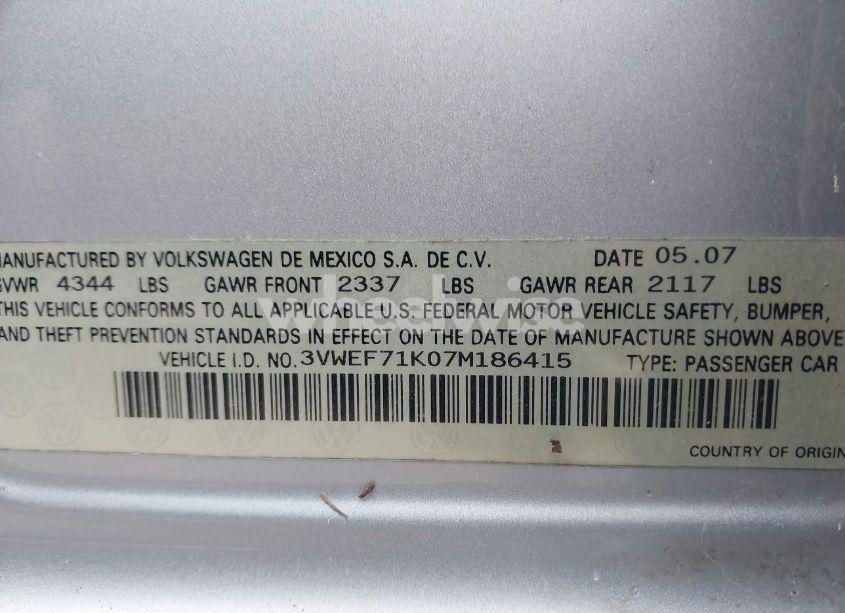 MANUFACTURED BY VOLKSWAGEN DE MEXICO S.A. DE C.V. DATE 05.07
GVWR 4344 LBS GAWR FRONT 2337 LBS GAWR REAR 2117 LBS
THIS VEHICLE CONFORMS TO ALL APPLICABLE U.S. FEDERAL MOTOR VEHICLE SAFETY, BUMPER,
AND THEFT PREVENTION STANDARDS IN EFFECT ON THE DATE OF MANUFACTURE SHOWN ABOVE
VEHICLE I.D. NO. 3VWEF71K07M186415 TYPE: PASSENGER CAR
COUNTRY OF ORIGIN
wheelwise